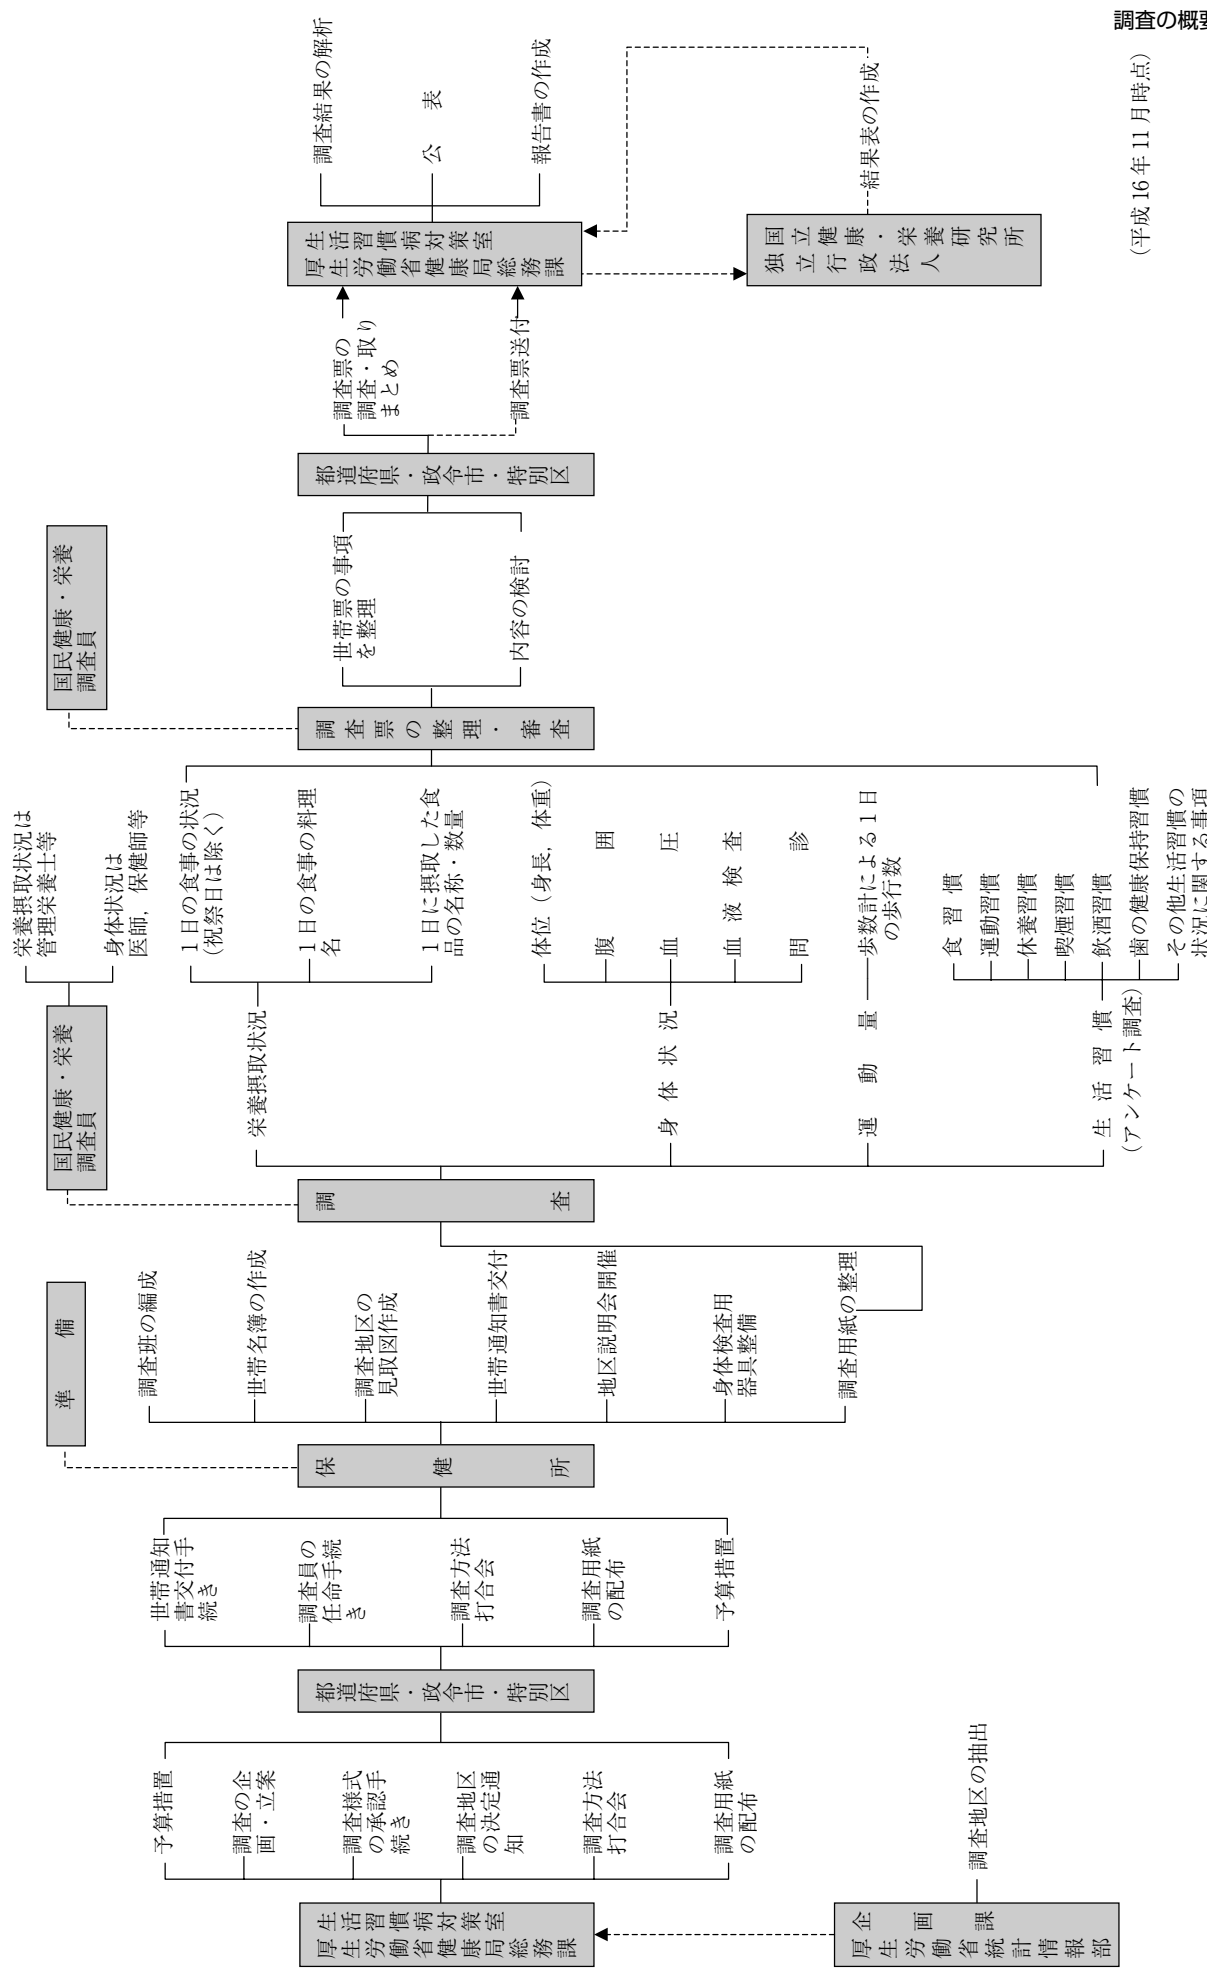 調査の概要
(平成16年11月時点)
厚生労働省健康局総務課
生活習慣病対策室
厚生労働省統計情報部
企画課
調査地区の抽出
予算措置
調査の企
画・立案
調査様式
の承認手
続き
調査地区
の決定通
知
調査方法
打合会
調査用紙
の配布
都道府県・政令市・特別区
世帯通知
書交付手
続き
調査員の
任命手続
き
調査方法
打合会
調査用紙
の配布
予算措置
準備
保健所
調査班の編成
世帯名簿の作成
調査地区の
見取図作成
世帯通知書交付
地区説明会開催
身体検査用
器具整備
調査用紙の整理
国民健康・栄養
調査員
栄養摂取状況は
管理栄養士等
身体状況は
医師,保健師等
調査
栄養摂取状況
1日の食事の状況
(祝祭日は除く)
1日の食事の料理
名
1日に摂取した食
品の名称・数量
身体状況
体位(身長,体重)
腹囲
血圧
血液検査
問診
運動量
歩数計による1日
の歩行数
生活習慣
(アンケート調査)
食習慣
運動習慣
休養習慣
喫煙習慣
飲酒習慣
歯の健康保持習慣
その他生活習慣の
状況に関する事項
国民健康・栄養
調査員
調査票の整理・審査
世帯票の事項
を整理
内容の検討
都道府県・政令市・特別区
調査票の
調査・取り
まとめ
調査票送付
厚生労働省健康局総務課
生活習慣病対策室
調査結果の解析
公表
報告書の作成
独立行政法人
国立健康・栄養研究所
結果表の作成